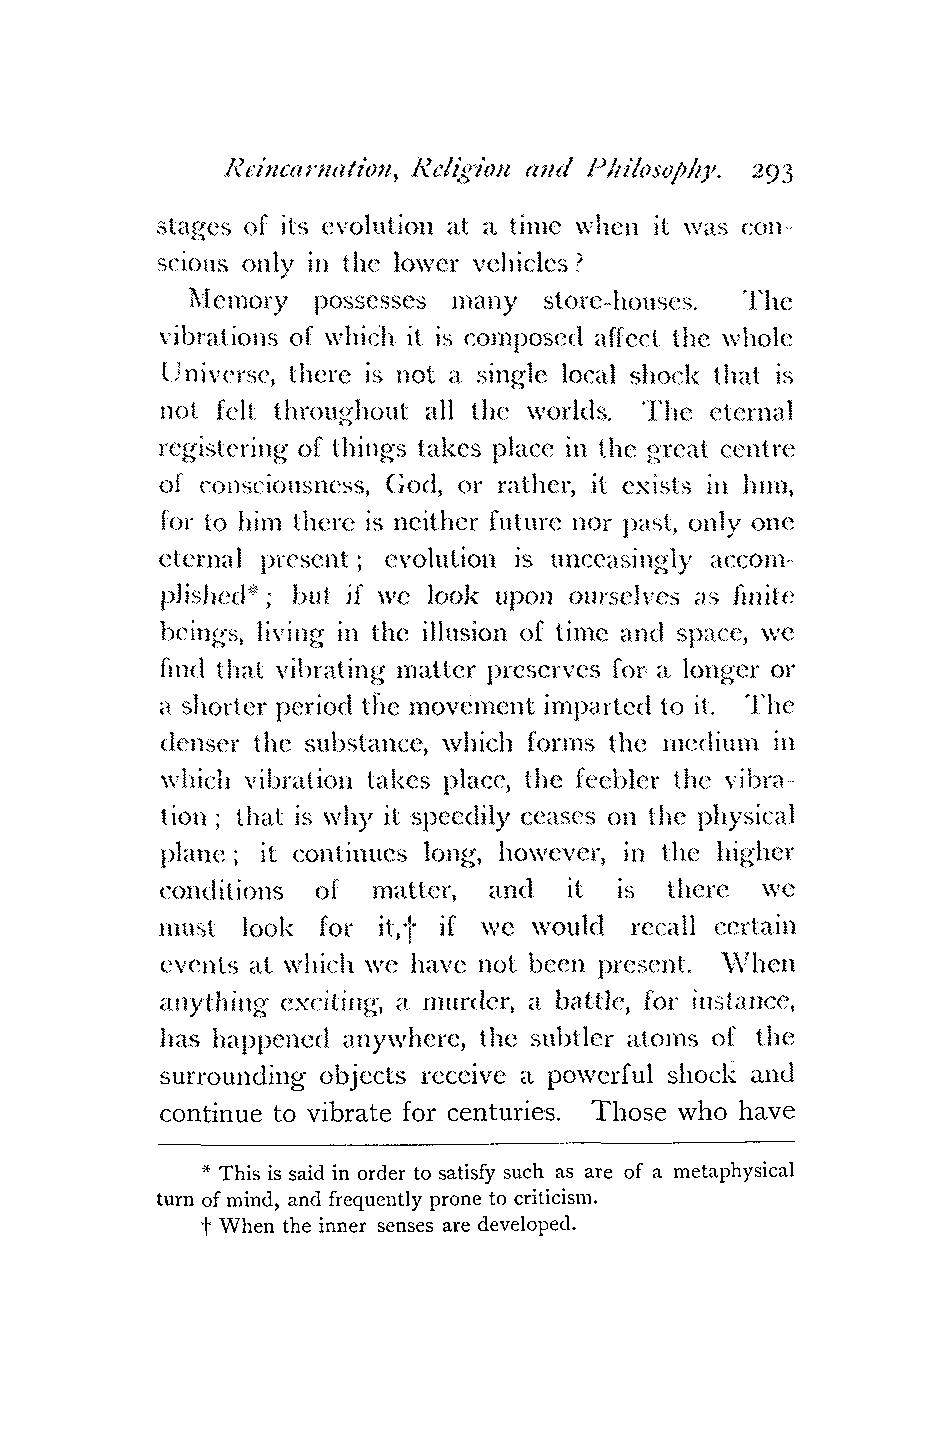 Reincarnation, Religion and Philosophy. 293
stages of its evolution at a time when it was con-
scious only in the lower vehicles?
Memory possesses many store-houses. The
vibrations of which it is composed affect the whole
Universe, there is not a single local shock that is
not felt throughout all the worlds. The eternal
registering of things takes place in the great centre
of consciousness, God, or rather, it exists in him,
for to him there is neither future nor past, only one
eternal present; evolution is unceasingly accom-
plished*; but if we look upon ourselves as finite
beings, living in the illusion of time and space, we
find that vibrating matter preserves for a longer or
a shorter period the movement imparted to it. The
denser the substance, which forms the medium in
which vibration takes place, the feebler the vibra-
tion; that is why it speedily ceases on the physical
plane; it continues long, however, in the higher
conditions of matter, and it is there we
must look for it,† if we would recall certain
events at which we have not been present. When
anything exciting, a murder, a battle, for instance,
has happened anywhere, the subtler atoms of the
surrounding objects receive a powerful shock and
continue to vibrate for centuries. Those who have
* This is said in order to satisfy such as are of a metaphysical
turn of mind, and frequently prone to criticism.
† When the inner senses are developed.